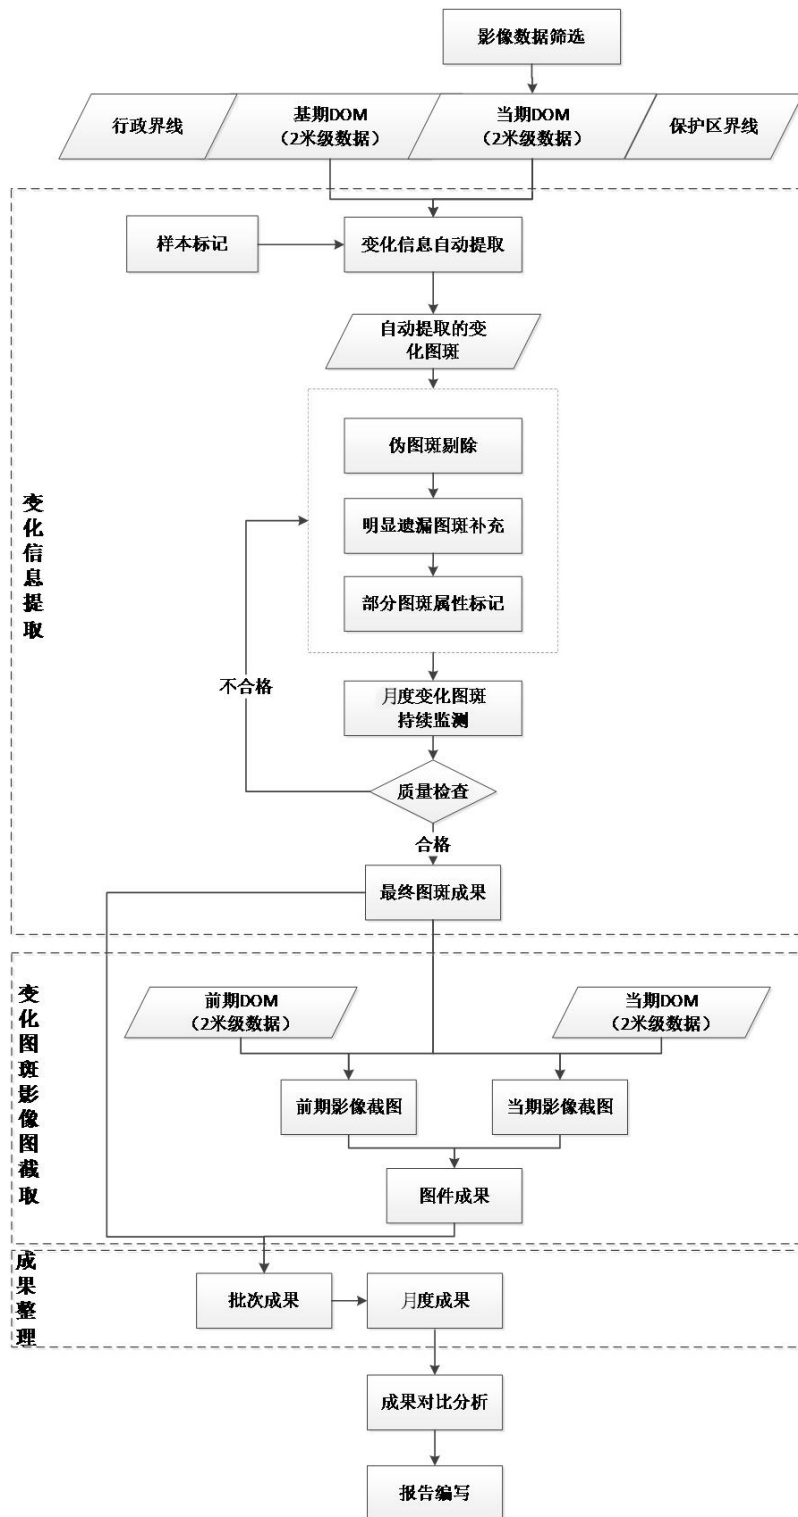 影像数据筛选
行政界线
基期DOM
（2米级数据）
当期DOM
（2米级数据）
保护区界线
变化信息提取
样本标记
变化信息自动提取
自动提取的变
化图斑
伪图斑剔除
明显遗漏图斑补充
部分图斑属性标记
不合格
月度变化图斑
持续监测
质量检查
合格
最终图斑成果
变化图斑影像图截取
前期DOM
（2米级数据）
当期DOM
（2米级数据）
前期影像截图
当期影像截图
图件成果
成果整理
批次成果
月度成果
成果对比分析
报告编写